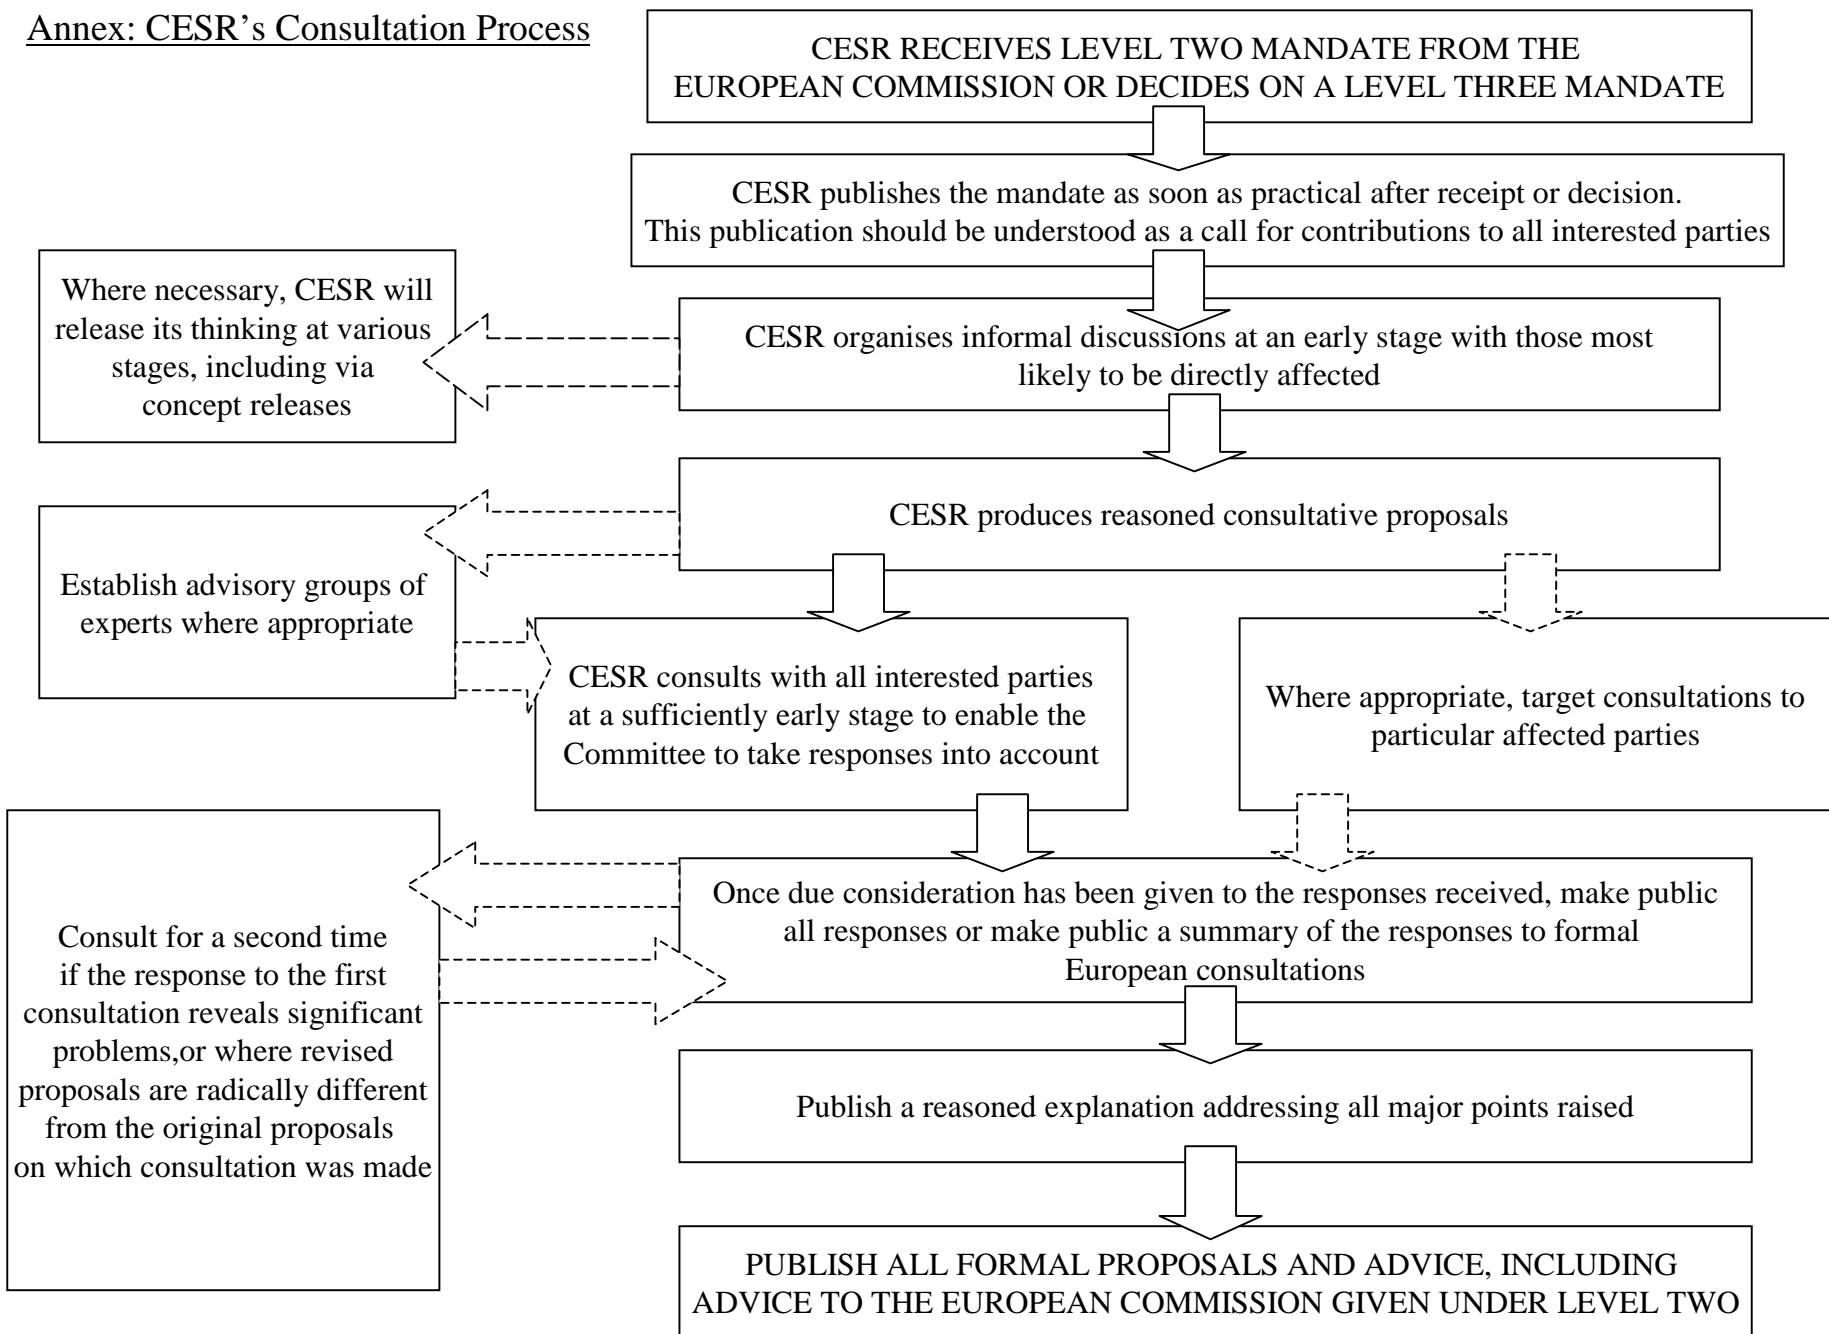 Annex: CESR’s Consultation Process
CESR RECEIVES LEVEL TWO MANDATE FROM THE
EUROPEAN COMMISSION OR DECIDES ON A LEVEL THREE MANDATE
CESR publishes the mandate as soon as practical after receipt or decision.
This publication should be understood as a call for contributions to all interested parties
Where necessary, CESR will
release its thinking at various
stages, including via
concept releases
CESR organises informal discussions at an early stage with those most
likely to be directly affected
CESR produces reasoned consultative proposals
Establish advisory groups of
experts where appropriate
CESR consults with all interested parties
at a sufficiently early stage to enable the
Committee to take responses into account
Where appropriate, target consultations to
particular affected parties
Once due consideration has been given to the responses received, make public
all responses or make public a summary of the responses to formal
European consultations
Consult for a second time
if the response to the first
consultation reveals significant
problems,or where revised
proposals are radically different
from the original proposals
on which consultation was made
Publish a reasoned explanation addressing all major points raised
PUBLISH ALL FORMAL PROPOSALS AND ADVICE, INCLUDING
ADVICE TO THE EUROPEAN COMMISSION GIVEN UNDER LEVEL TWO